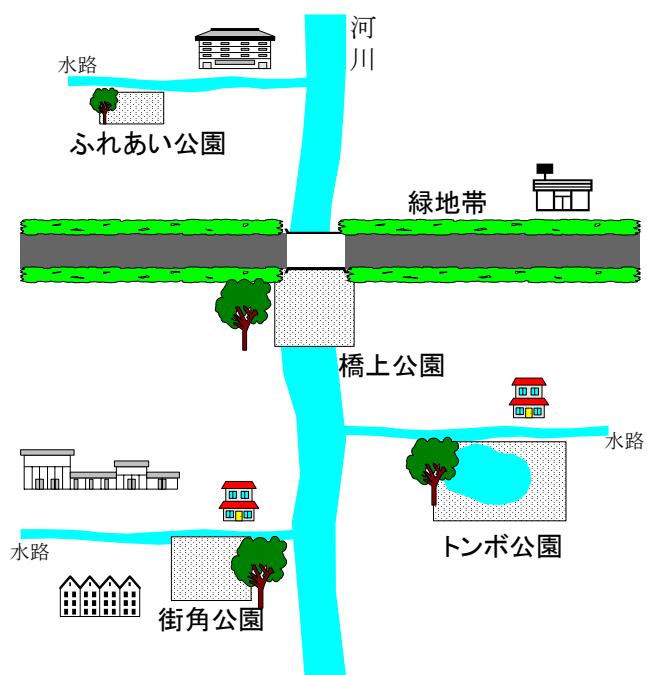 河川
水路
ふれあい公園
緑地帯
橋上公園
水路
トンボ公園
水路
街角公園